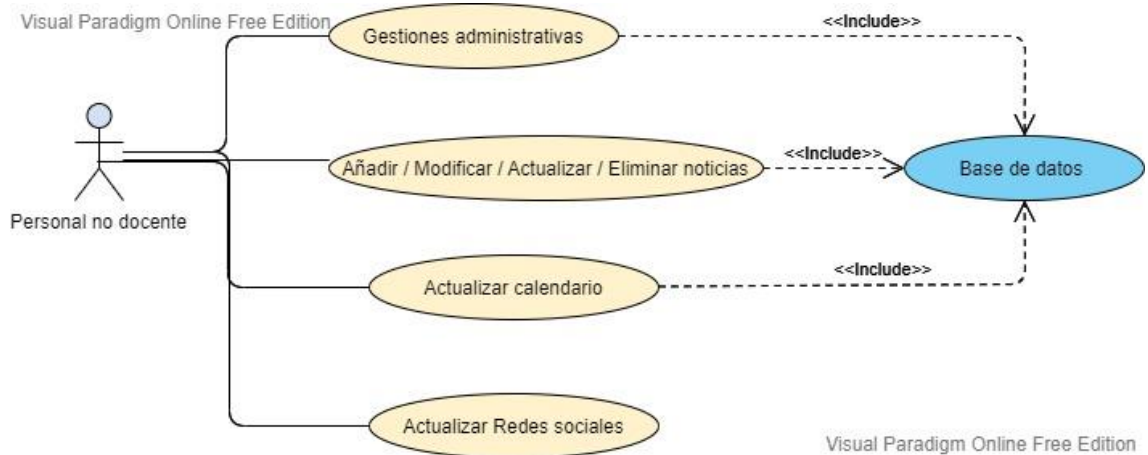 Visual Paradigm Online Free Edition
<<Include>>
Gestiones administrativas
<<Include>>
Añadir / Modificar / Actualizar / Eliminar noticias
Base de datos
Personal no docente
<<Include>>
Actualizar calendario
Actualizar Redes sociales
Visual Paradigm Online Free Edition